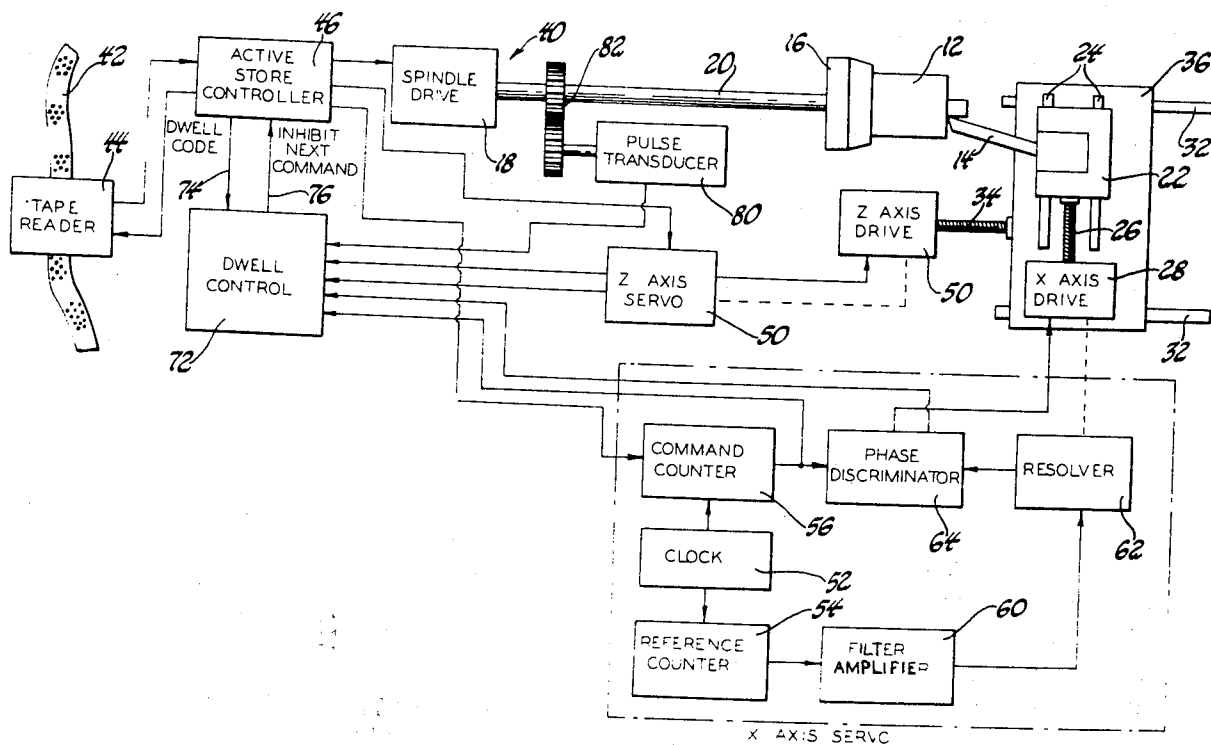 46
40
82
16
12
24
36
42
ACTIVE
STORE
CONTROLLER
SPINDLE
DRIVE
20
32
44
DWELL
CODE
INHIBIT
NEXT
COMMAND
18
PULSE
TRANSDUCER
14
22
TAPE
READER
74
76
80
34
26
Z AXIS
DRIVE
28
DWELL
CONTROL
Z AXIS
SERVO
50
X AXIS
DRIVE
72
50
32
COMMAND
COUNTER
PHASE
DISCRIMINATOR
RESOLVER
56
64
62
CLOCK
52
54
60
REFERENCE
COUNTER
FILTER
AMPLIFIER
X AXIS SERVO